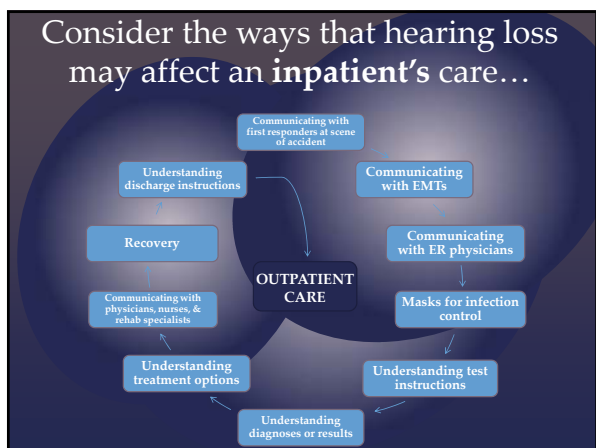 Consider the ways that hearing loss
may affect an inpatient's care…
Communicating with
first responders at scene
of accident
Communicating
with EMTs
Communicating
with ER physicians
Masks for infection
control
Understanding test
instructions
Understanding
diagnoses or results
Understanding
treatment options
Communicating with
physicians, nurses, &
rehab specialists
Recovery
Understanding
discharge instructions
OUTPATIENT
CARE